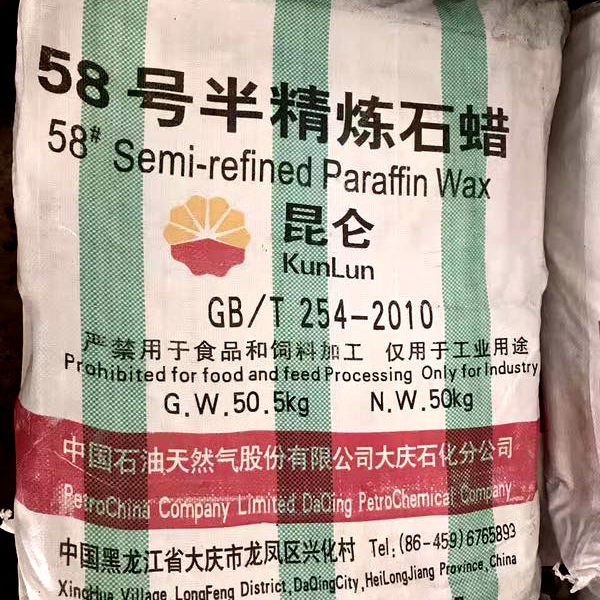 58号半精炼石蜡
58# Semi-refined Paraffin Wax
昆仑
KunLun
GB/T 254-2010
严禁用于食品和饲料加工 仅用于工业用途
Prohibited for food and feed Processing Only for Industry
G.W.50.5kg N.W.50kg
中国石油天然气股份有限公司大庆石化分公司
PetroChina Company Limited DaQing PetroChemical Company
中国黑龙江省大庆市龙凤区兴化村 Tel:(86-459)6765893
XingHua Village LongFeng District,DaQingCity,HeiLongJiang Province,China